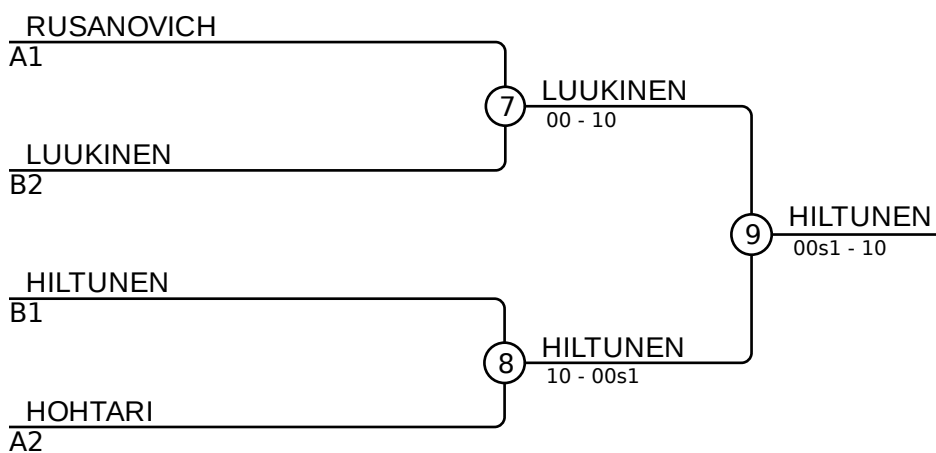 RUSANOVICH
A1
7
LUUKINEN
00 - 10
LUUKINEN
B2
9
HILTUNEN
00s1 - 10
HILTUNEN
B1
8
HILTUNEN
10 - 00s1
HOHTARI
A2